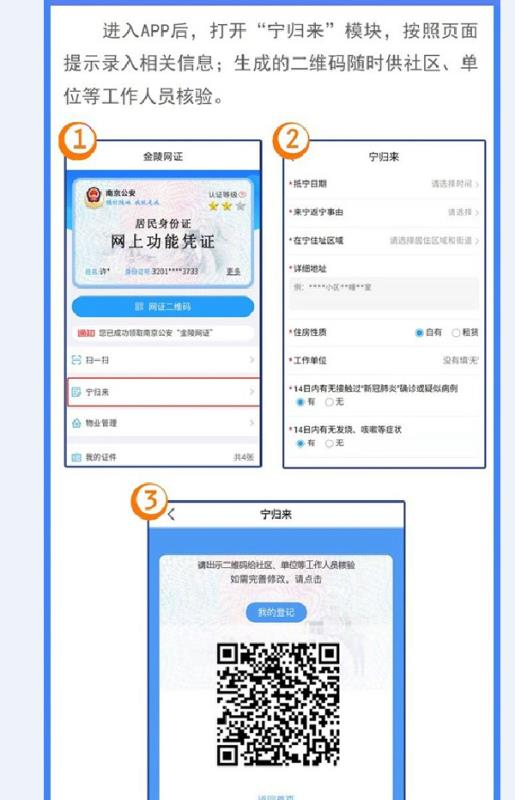 进入APP后，打开“宁归来”模块，按照页面
提示录入相关信息；生成的二维码随时供社区、单
位等工作人员核验。
1
金陵网证
南京公安
认证等级
居民身份证
网上功能凭证
姓名 许* 身份证号 3201****3733 更多
网证二维码
通知 您已成功领取南京公安“金陵网证”
扫一扫
宁归来
物业管理
我的证件 共4张
2
宁归来
*抵宁日期 请选择时间
*来宁返宁事由 请选择
*在宁住址区域 请选择居住区域和街道
*详细地址
例：****小区**幢**室
*住房性质 自有 租赁
*工作单位 没有填'无'
*14日内有无接触过“新冠肺炎”确诊或疑似病例
有 无
*14日内有无发烧、咳嗽等症状
有 无
3
宁归来
请出示二维码给社区、单位等工作人员核验
如需完善修改，请点击
我的登记
返回首页